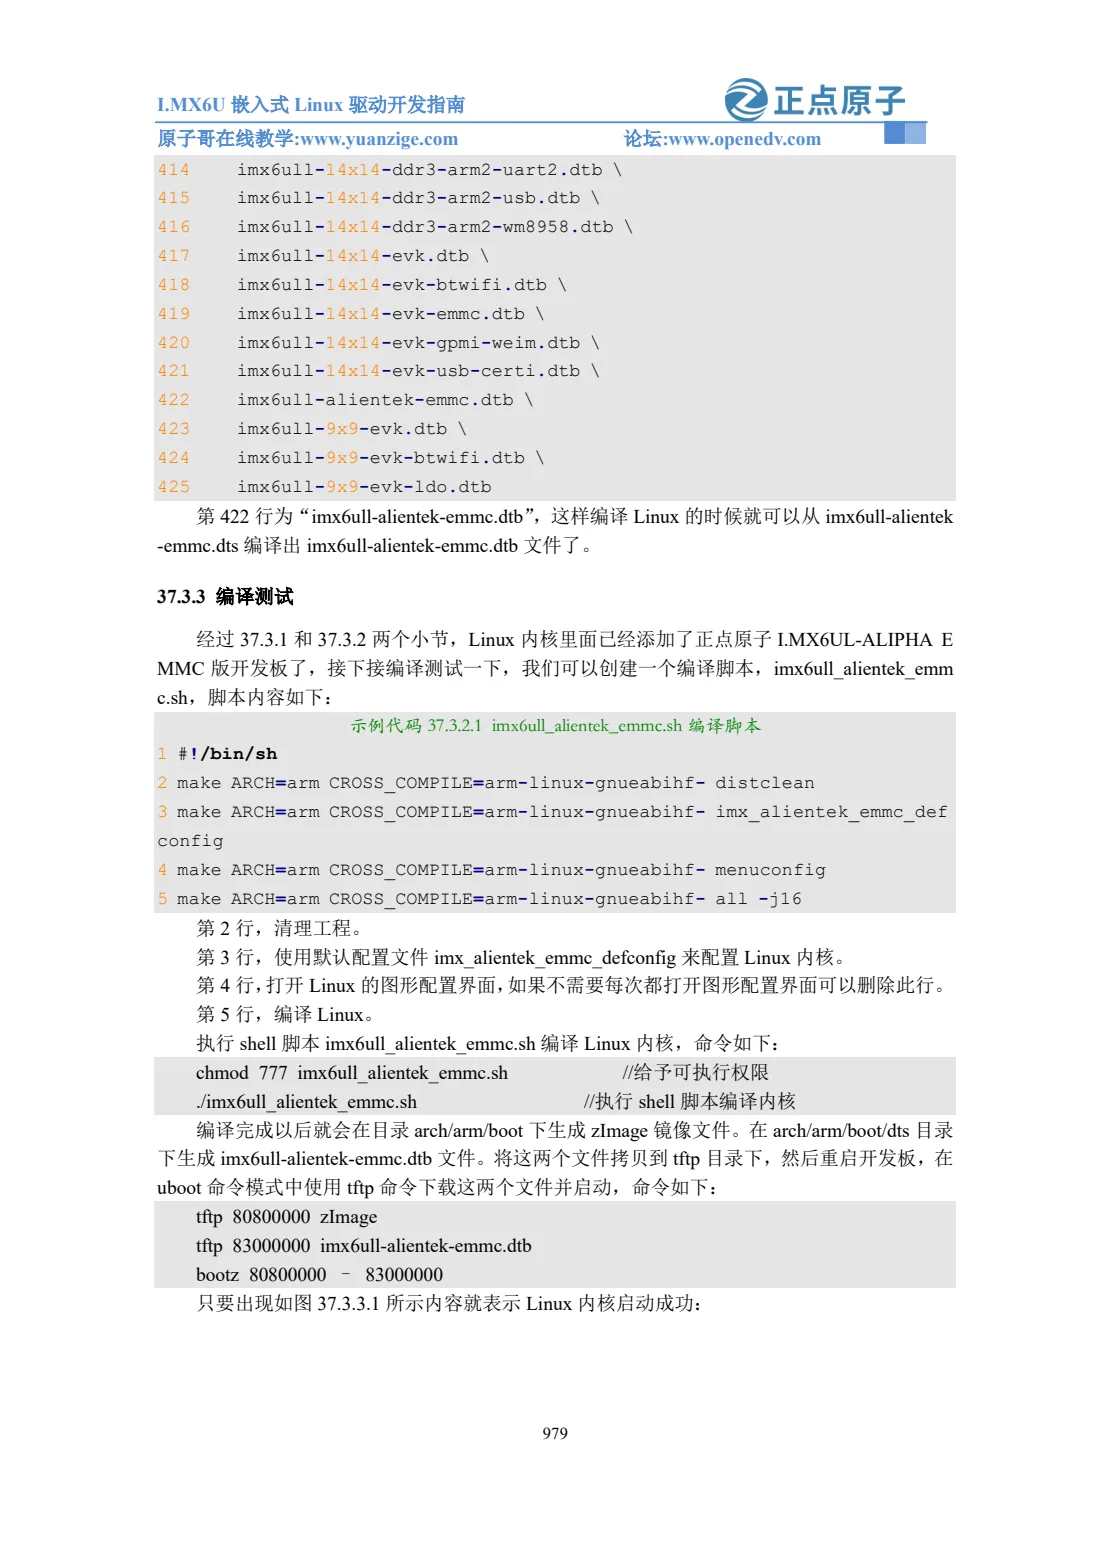 I.MX6U 嵌入式 Linux 驱动开发指南
正点原子
原子哥在线教学:www.yuanzige.com 论坛:www.openedv.com
414 imx6ull-14x14-ddr3-arm2-uart2.dtb \
415 imx6ull-14x14-ddr3-arm2-usb.dtb \
416 imx6ull-14x14-ddr3-arm2-wm8958.dtb \
417 imx6ull-14x14-evk.dtb \
418 imx6ull-14x14-evk-btwifi.dtb \
419 imx6ull-14x14-evk-emmc.dtb \
420 imx6ull-14x14-evk-gpmi-weim.dtb \
421 imx6ull-14x14-evk-usb-certi.dtb \
422 imx6ull-alientek-emmc.dtb \
423 imx6ull-9x9-evk.dtb \
424 imx6ull-9x9-evk-btwifi.dtb \
425 imx6ull-9x9-evk-ldo.dtb
第 422 行为“imx6ull-alientek-emmc.dtb”，这样编译 Linux 的时候就可以从 imx6ull-alientek
-emmc.dts 编译出 imx6ull-alientek-emmc.dtb 文件了。
37.3.3 编译测试
经过 37.3.1 和 37.3.2 两个小节，Linux 内核里面已经添加了正点原子 I.MX6UL-ALIPHA E
MMC 版开发板了，接下接编译测试一下，我们可以创建一个编译脚本，imx6ull_alientek_emm
c.sh，脚本内容如下：
示例代码 37.3.2.1 imx6ull_alientek_emmc.sh 编译脚本
1 #!/bin/sh
2 make ARCH=arm CROSS_COMPILE=arm-linux-gnueabihf- distclean
3 make ARCH=arm CROSS_COMPILE=arm-linux-gnueabihf- imx_alientek_emmc_def
config
4 make ARCH=arm CROSS_COMPILE=arm-linux-gnueabihf- menuconfig
5 make ARCH=arm CROSS_COMPILE=arm-linux-gnueabihf- all -j16
第 2 行，清理工程。
第 3 行，使用默认配置文件 imx_alientek_emmc_defconfig 来配置 Linux 内核。
第 4 行，打开 Linux 的图形配置界面，如果不需要每次都打开图形配置界面可以删除此行。
第 5 行，编译 Linux。
执行 shell 脚本 imx6ull_alientek_emmc.sh 编译 Linux 内核，命令如下：
chmod 777 imx6ull_alientek_emmc.sh //给予可执行权限
./imx6ull_alientek_emmc.sh //执行 shell 脚本编译内核
编译完成以后就会在目录 arch/arm/boot 下生成 zImage 镜像文件。在 arch/arm/boot/dts 目录
下生成 imx6ull-alientek-emmc.dtb 文件。将这两个文件拷贝到 tftp 目录下，然后重启开发板，在
uboot 命令模式中使用 tftp 命令下载这两个文件并启动，命令如下：
tftp 80800000 zImage
tftp 83000000 imx6ull-alientek-emmc.dtb
bootz 80800000 – 83000000
只要出现如图 37.3.3.1 所示内容就表示 Linux 内核启动成功：
979